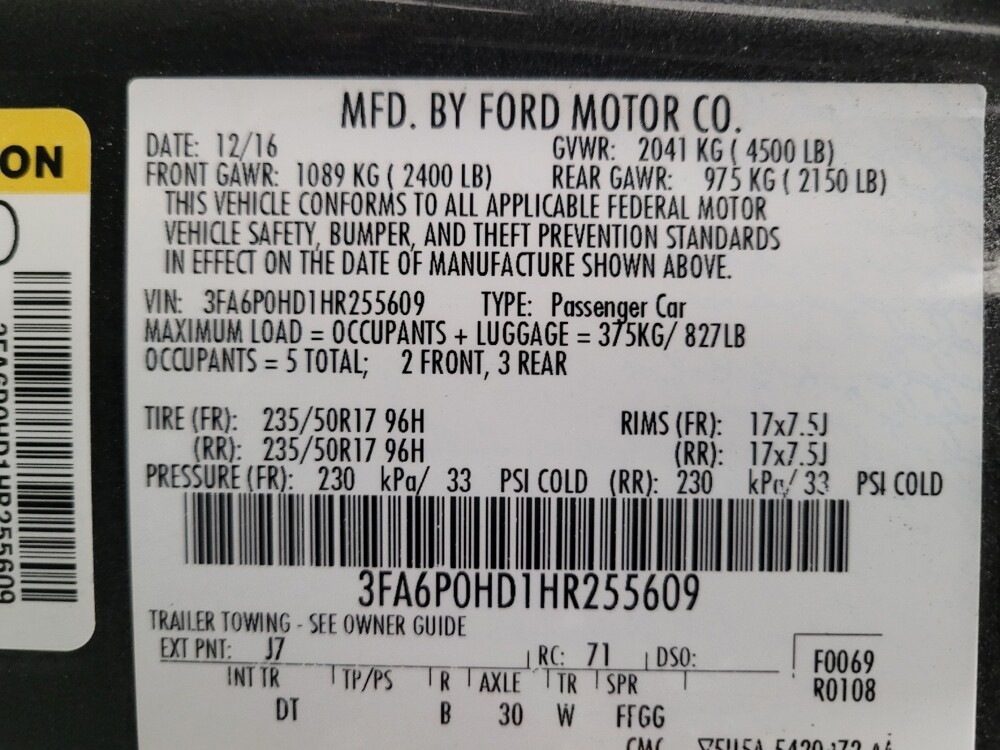 MFD. BY FORD MOTOR CO.
DATE: 12/16 GVWR: 2041 KG ( 4500 LB)
FRONT GAWR: 1089 KG ( 2400 LB) REAR GAWR: 975 KG ( 2150 LB)
THIS VEHICLE CONFORMS TO ALL APPLICABLE FEDERAL MOTOR
VEHICLE SAFETY, BUMPER, AND THEFT PREVENTION STANDARDS
IN EFFECT ON THE DATE OF MANUFACTURE SHOWN ABOVE.
VIN: 3FA6P0HD1HR255609 TYPE: Passenger Car
MAXIMUM LOAD = OCCUPANTS + LUGGAGE = 375KG/ 827LB
OCCUPANTS = 5 TOTAL; 2 FRONT, 3 REAR
TIRE (FR): 235/50R17 96H RIMS (FR): 17x7.5J
(RR): 235/50R17 96H (RR): 17x7.5J
PRESSURE (FR): 230 kPa/ 33 PSI COLD (RR): 230 kPa/ 33 PSI COLD
3FA6P0HD1HR255609
TRAILER TOWING - SEE OWNER GUIDE
EXT PNT: J7 RC: 71 DSO:
F0069
R0108
INT TR TP/PS R AXLE TR SPR
DT B 30 W FFGG
ON
3FA6P0HD1HR255609